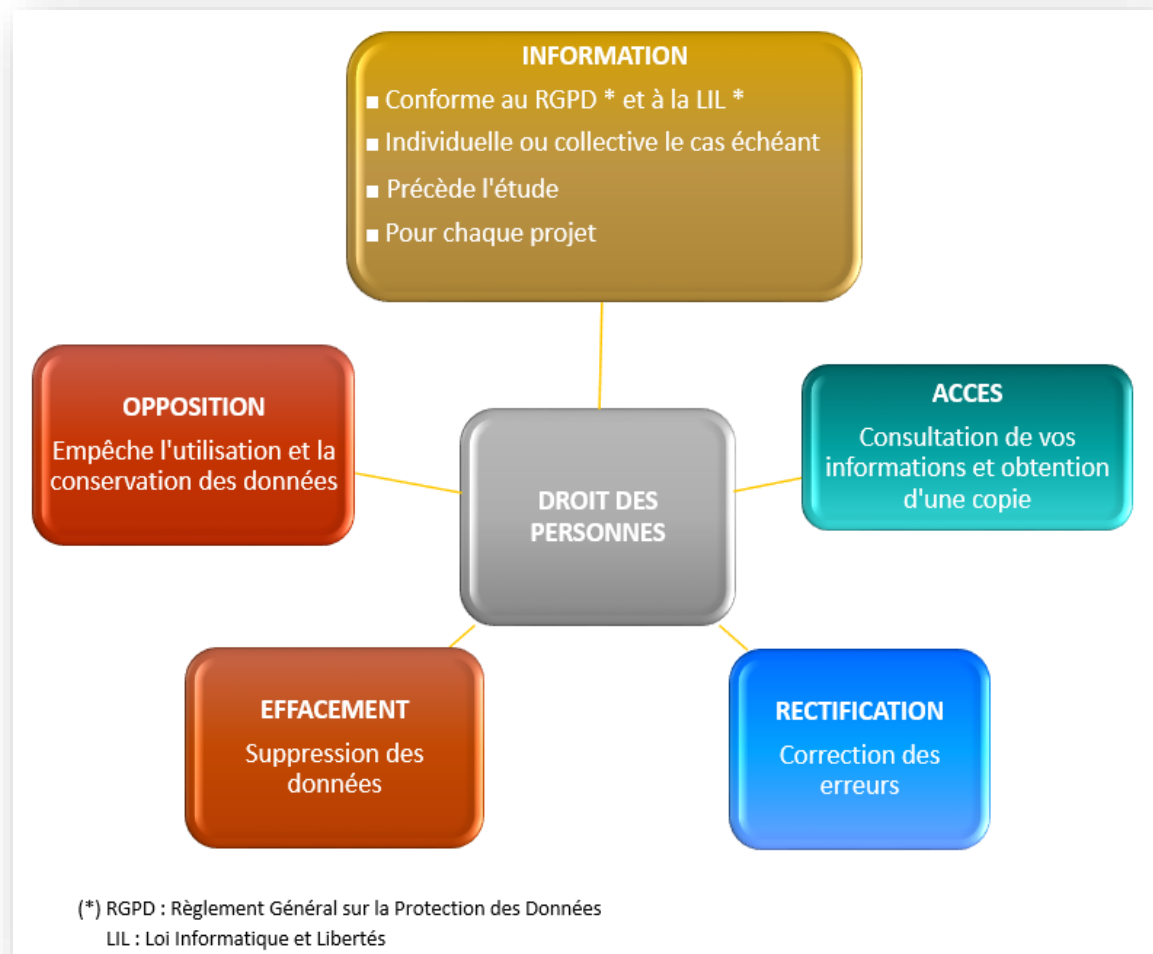 INFORMATION
▪ Conforme au RGPD * et à la LIL *
▪ Individuelle ou collective le cas échéant
▪ Précède l'étude
▪ Pour chaque projet
OPPOSITION
Empêche l'utilisation et la
conservation des données
ACCES
Consultation de vos
informations et obtention
d'une copie
DROIT DES
PERSONNES
EFFACEMENT
Suppression des
données
RECTIFICATION
Correction des
erreurs
(*) RGPD : Règlement Général sur la Protection des Données
LIL : Loi Informatique et Libertés